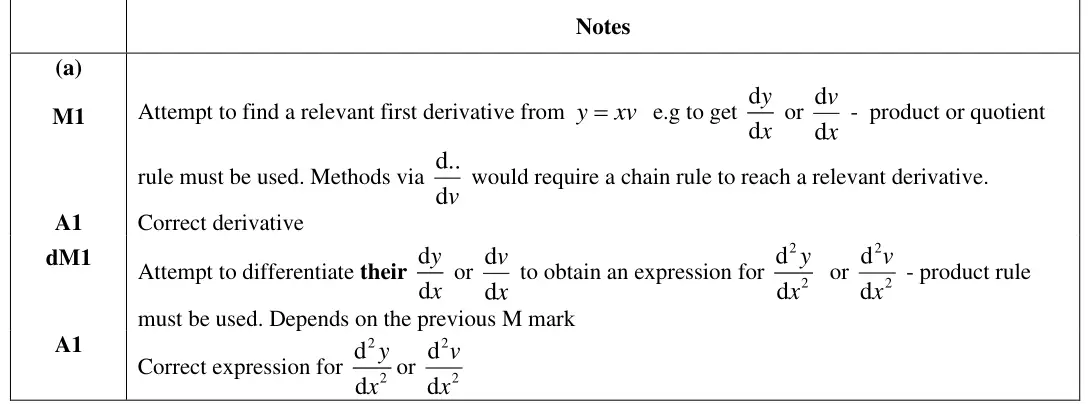 Notes
(a)
M1 Attempt to find a relevant first derivative from y = xv e.g to get dy/dx or dv/dx - product or quotient
rule must be used. Methods via d../dv would require a chain rule to reach a relevant derivative.
A1 Correct derivative
dM1 Attempt to differentiate their dy/dx or dv/dx to obtain an expression for d²y/dx² or d²v/dx² - product rule
must be used. Depends on the previous M mark
A1 Correct expression for d²y/dx² or d²v/dx²